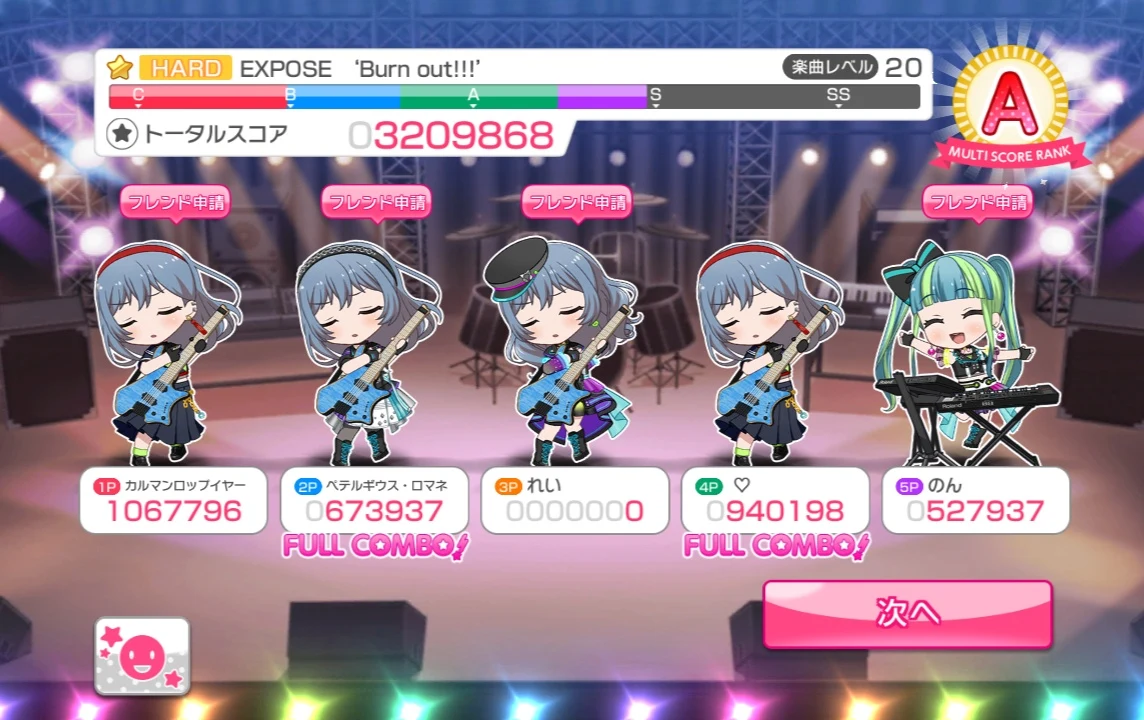 HARD EXPOSE 'Burn out!!!' 楽曲レベル 20
C B A S SS
トータルスコア 03209868
A
MULTI SCORE RANK
フレンド申請 フレンド申請 フレンド申請 フレンド申請
Roland
1P カルマンロップイヤー 2P ペテルギウス・ロマネ 3P れい 4P ♡ 5P のん
1067796 0673937 00000000 0940198 0527937
FULL COMBO! FULL COMBO!
次へ